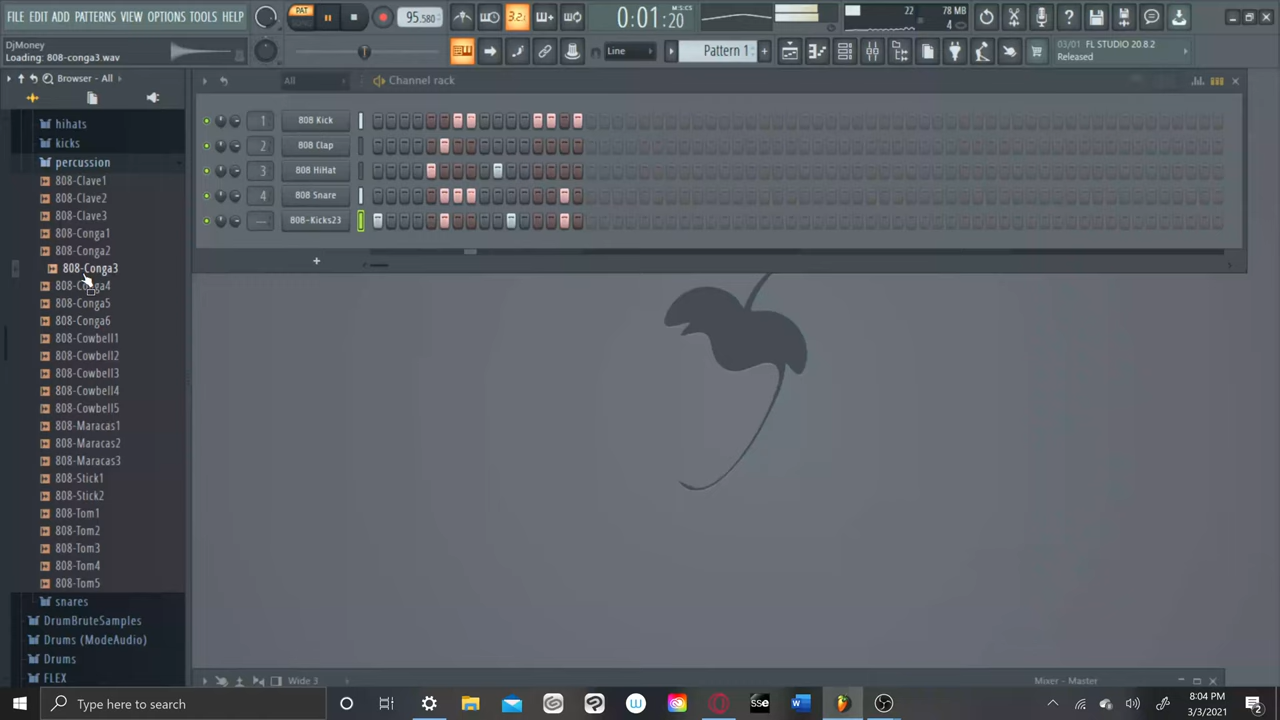 FILE EDIT ADD PATTERNS VIEW OPTIONS TOOLS HELP
PAT
95.580
3.2.
0:01:20
M:S:CS
22
78 MB
4
DjMoney
Loading: 808-conga3.wav
Line
Pattern 1
03/01 FL STUDIO 20.8.2
Released
Browser - All
All
Channel rack
hihats
kicks
percussion
808-Clave1
808-Clave2
808-Clave3
808-Conga1
808-Conga2
808-Conga3
808-Conga4
808-Conga5
808-Conga6
808-Cowbell1
808-Cowbell2
808-Cowbell3
808-Cowbell4
808-Cowbell5
808-Maracas1
808-Maracas2
808-Maracas3
808-Stick1
808-Stick2
808-Tom1
808-Tom2
808-Tom3
808-Tom4
808-Tom5
snares
DrumBruteSamples
Drums (ModeAudio)
Drums
FLEX
1 808 Kick
2 808 Clap
3 808 HiHat
4 808 Snare
--- 808-Kicks23
+
Wide 3
Mixer - Master
Type here to search
sse
8:04 PM
3/3/2021
2